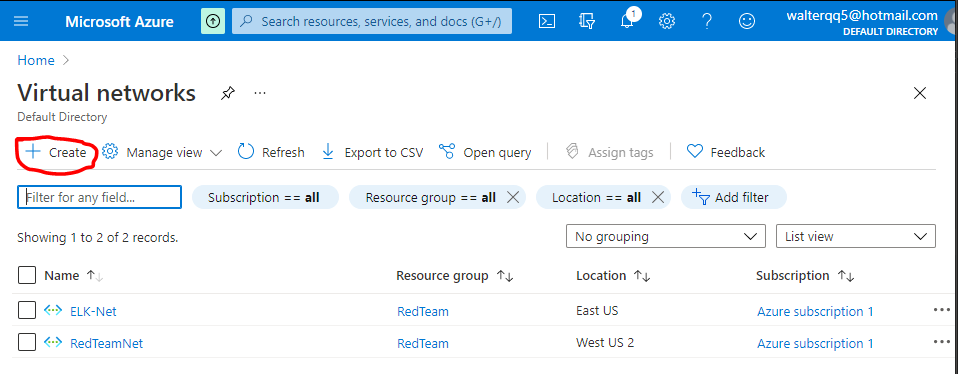 Microsoft Azure Search resources, services, and docs (G+/) 1 walterqq5@hotmail.com
DEFAULT DIRECTORY
Home >
Virtual networks ...
Default Directory
+ Create Manage view Refresh Export to CSV Open query Assign tags Feedback
Filter for any field... Subscription == all Resource group == all Location == all Add filter
Showing 1 to 2 of 2 records. No grouping List view
Name ↑↓ Resource group ↑↓ Location ↑↓ Subscription ↑↓
ELK-Net RedTeam East US Azure subscription 1 ...
RedTeamNet RedTeam West US 2 Azure subscription 1 ...